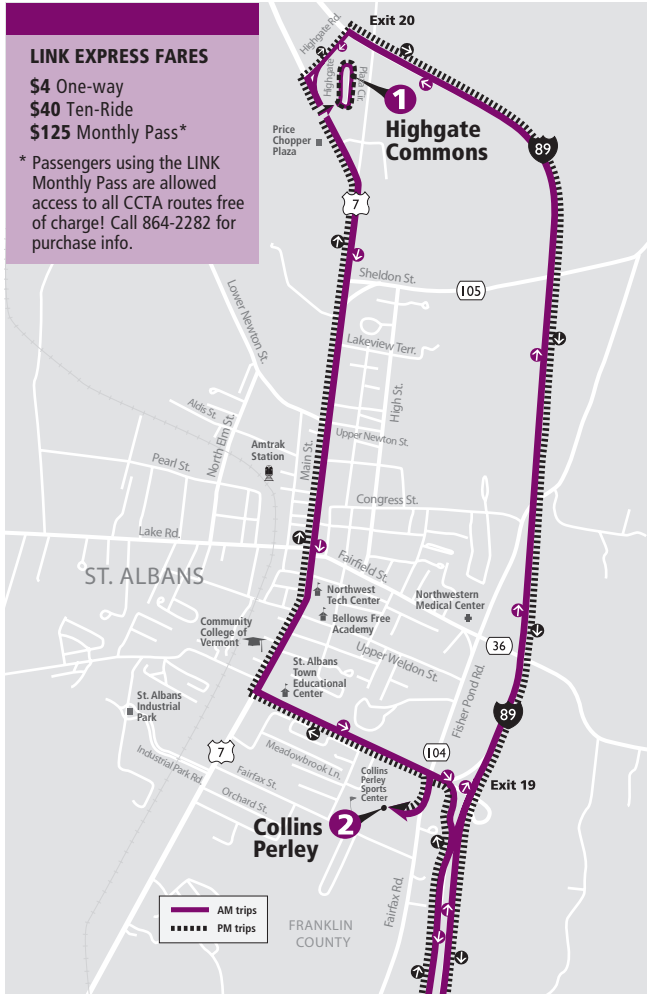 LINK EXPRESS FARES
$4 One-way
$40 Ten-Ride
$125 Monthly Pass*
* Passengers using the LINK
Monthly Pass are allowed
access to all CCTA routes free
of charge! Call 864-2282 for
purchase info.
Exit 20
Highgate Rd.
Highgate
Plaza Cir.
1
Highgate
Commons
89
Price
Chopper
Plaza
7
Sheldon St.
105
Lower Newton St.
Lakeview Terr.
High St.
Aldis St.
North Elm St.
Upper Newton St.
Amtrak
Station
Main St.
Pearl St.
Congress St.
Lake Rd.
Fairfield St.
ST. ALBANS
Northwest
Tech Center
Northwestern
Medical Center
Bellows Free
Academy
Community
College of
Vermont
36
Upper Weldon St.
St. Albans
Town
Educational
Center
Fisher Pond Rd.
St. Albans
Industrial
Park
89
7
104
Meadowbrook Ln.
Industrial Park Rd.
Fairfax St.
Orchard St.
Collins
Perley
Sports
Center
Exit 19
2
Collins
Perley
Fairfax Rd.
AM trips
PM trips
FRANKLIN
COUNTY